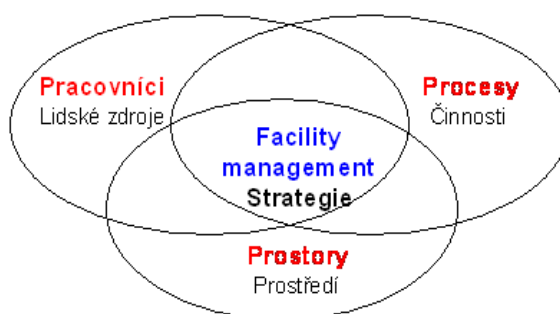 Pracovníci
Lidské zdroje
Procesy
Činnosti
Facility
management
Strategie
Prostory
Prostředí